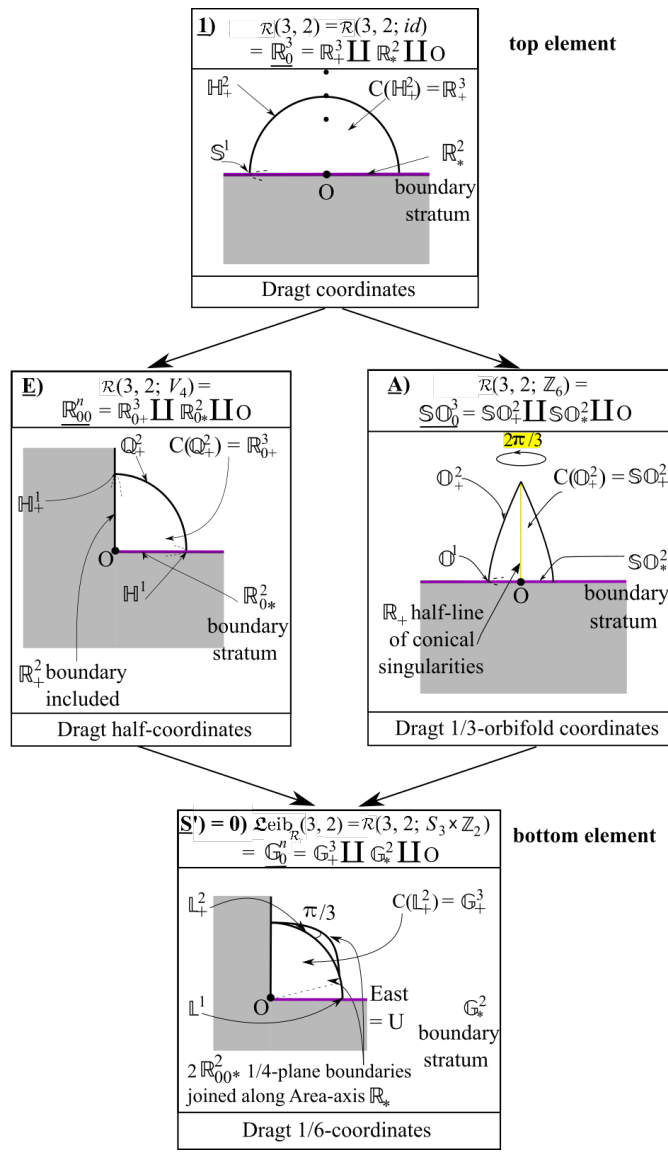 1) ℛ(3, 2) = ℛ(3, 2; id)
= ℝ³₀ = ℝ³₊ ∐ ℝ²* ∐ O
top element
ℍ²₊
C(ℍ²₊) = ℝ³₊
𝕊¹
ℝ²*
O
boundary
stratum
Dragt coordinates
E) ℛ(3, 2; V₄) =
ℝⁿ₀₀ = ℝ³₀₊ ∐ ℝ²₀* ∐ O
ℚ²₊
C(ℚ²₊) = ℝ³₀₊
ℍ¹₊
O
ℍ¹
ℝ²₀*
boundary
stratum
ℝ²₊ boundary
included
Dragt half-coordinates
A) ℛ(3, 2; ℤ₆) =
𝕊𝕆³₀ = 𝕊𝕆²₊ ∐ 𝕊𝕆²* ∐ O
2π/3
𝕆²₊
C(𝕆²₊) = 𝕊𝕆²₊
𝕆¹
𝕊𝕆²*
O
boundary
stratum
ℝ₊ half-line
of conical
singularities
Dragt 1/3-orbifold coordinates
S') = 0) 𝕷eib_ℛ(3, 2) = ℛ(3, 2; S₃ × ℤ₂)
= 𝔾ⁿ₀ = 𝔾³₊ ∐ 𝔾²* ∐ O
bottom element
𝕃²₊
π/3
C(𝕃²₊) = 𝔾³₊
O
𝕃¹
East
= U
𝔾²*
boundary
stratum
2 ℝ²₀₀* 1/4-plane boundaries
joined along Area-axis ℝ*
Dragt 1/6-coordinates